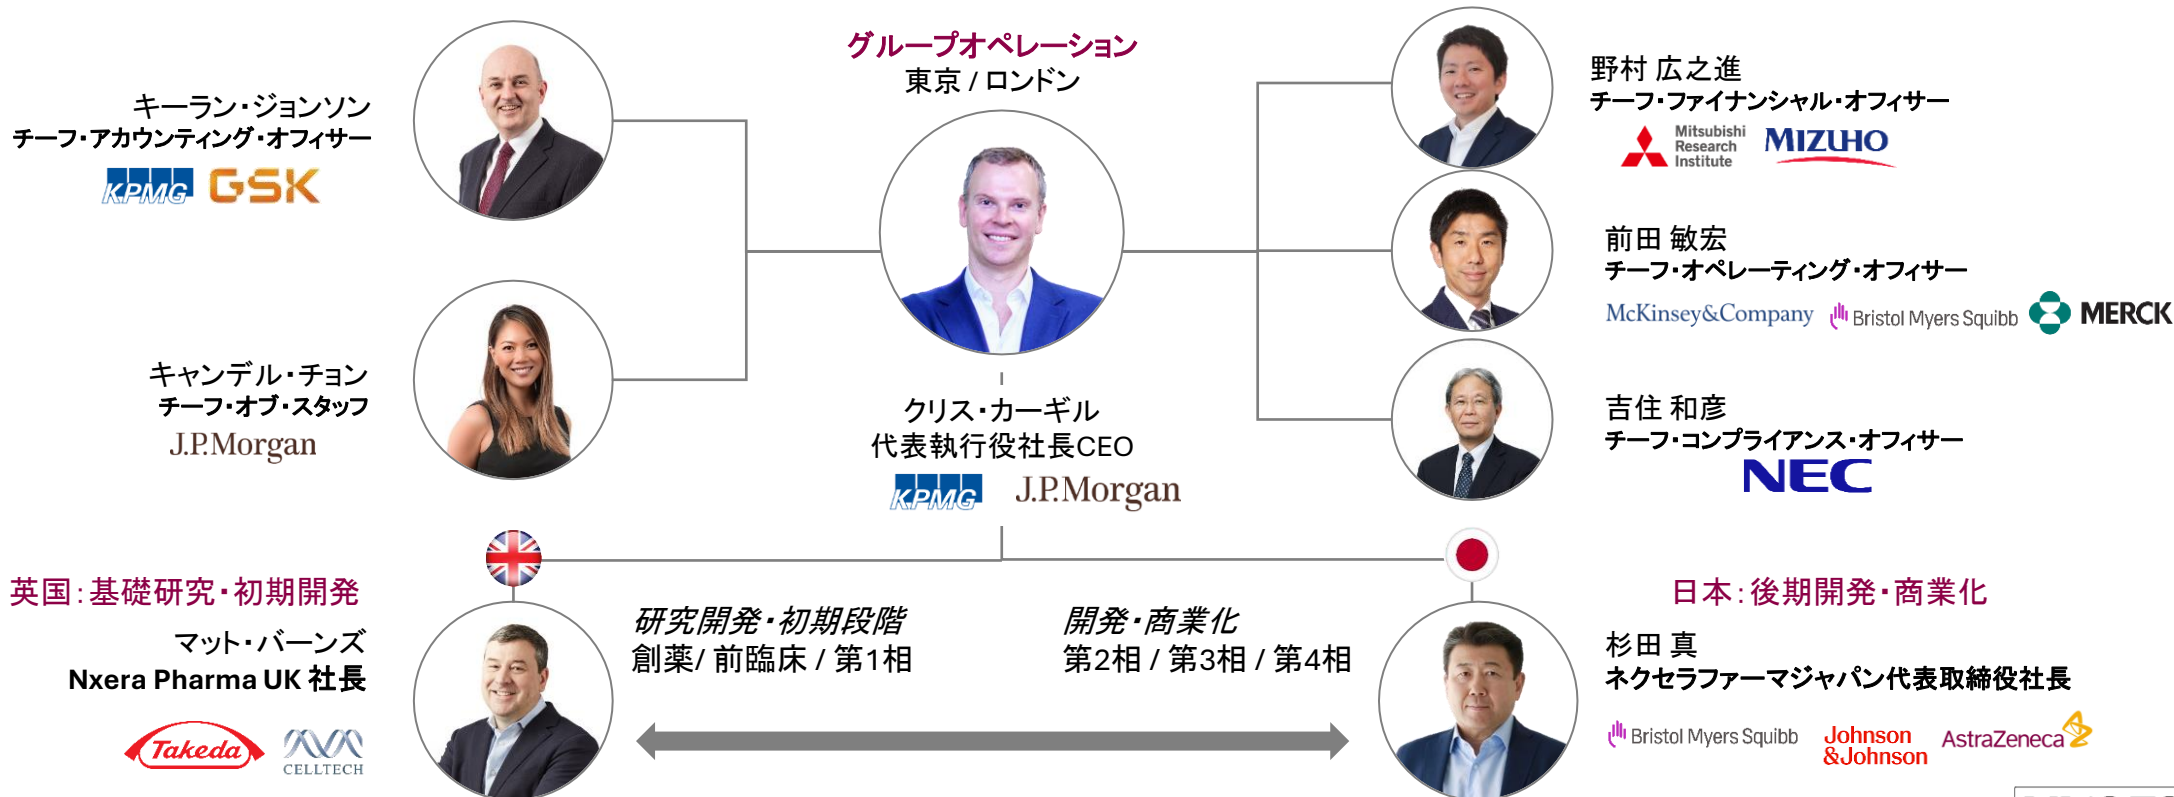 グループオペレーション
東京 / ロンドン
キーラン・ジョンソン
チーフ・アカウンティング・オフィサー
KPMG GSK
キャンデル・チョン
チーフ・オブ・スタッフ
J.P.Morgan
クリス・カーギル
代表執行役社長CEO
KPMG J.P.Morgan
野村 広之進
チーフ・ファイナンシャル・オフィサー
Mitsubishi
Research
Institute
MIZUHO
前田 敏宏
チーフ・オペレーティング・オフィサー
McKinsey&Company Bristol Myers Squibb MERCK
吉住 和彦
チーフ・コンプライアンス・オフィサー
NEC
英国：基礎研究・初期開発
マット・バーンズ
Nxera Pharma UK 社長
Takeda
CELLTECH
研究開発・初期段階
創薬/ 前臨床 / 第1相
開発・商業化
第2相 / 第3相 / 第4相
日本：後期開発・商業化
杉田 真
ネクセラファーマジャパン代表取締役社長
Bristol Myers Squibb
Johnson
&Johnson
AstraZeneca